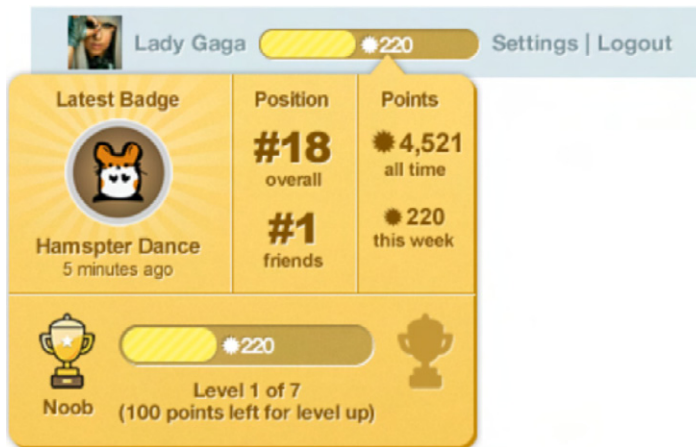 Lady Gaga 220 Settings | Logout
Latest Badge
Hamspter Dance
5 minutes ago
Position
#18
overall
#1
friends
Points
4,521
all time
220
this week
Noob
220
Level 1 of 7
(100 points left for level up)